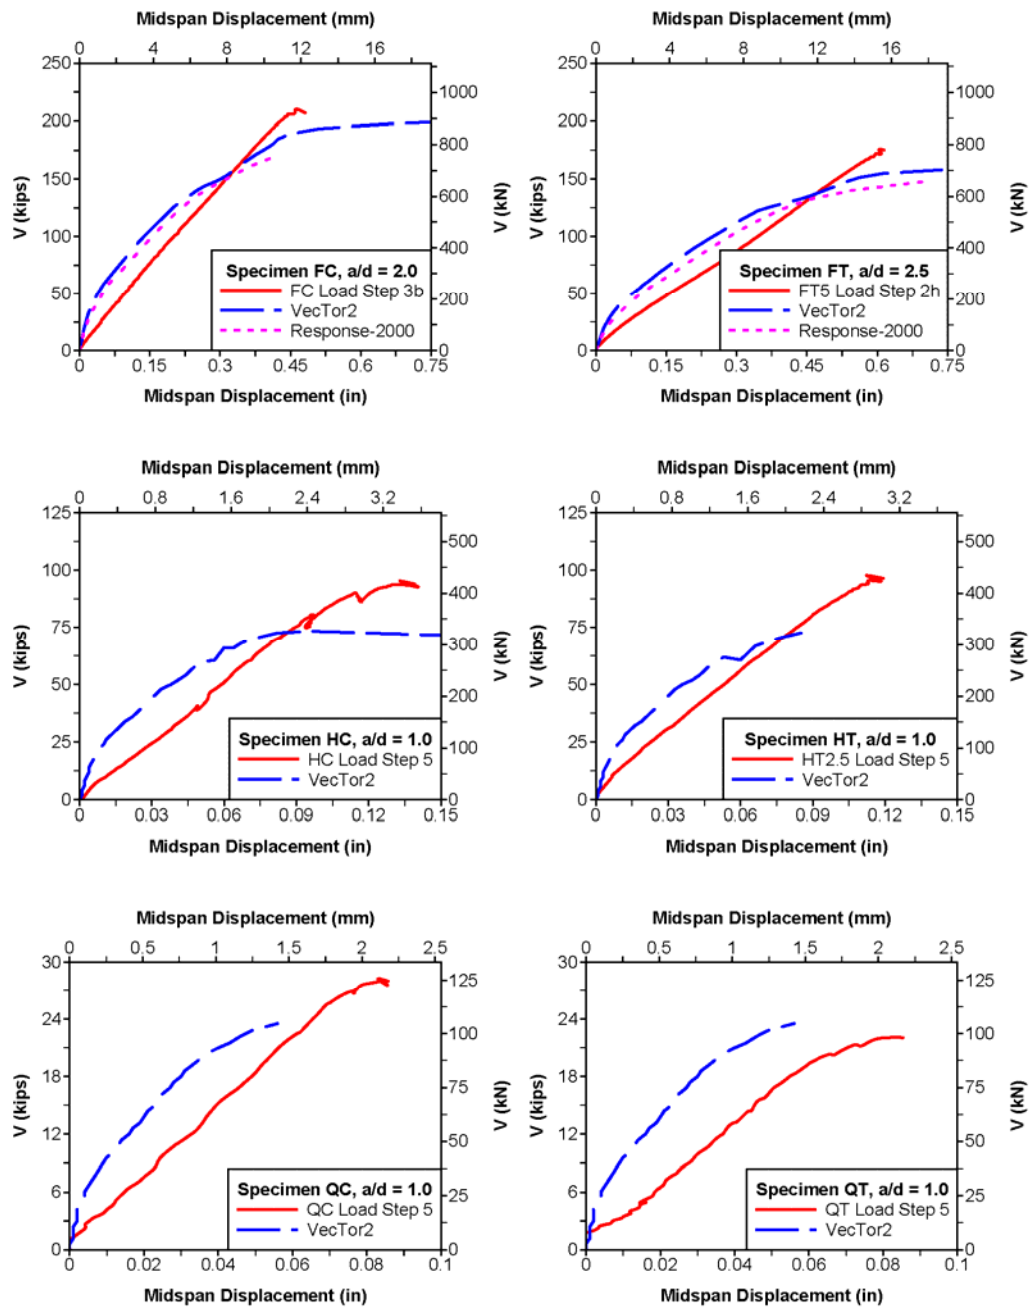 Midspan Displacement (mm)
0 4 8 12 16
250
200
150
100
50
0
V (kips)
1000
800
600
400
200
0
V (kN)
Specimen FC, a/d = 2.0
FC Load Step 3b
VecTor2
Response-2000
0 0.15 0.3 0.45 0.6 0.75
Midspan Displacement (in)
Midspan Displacement (mm)
0 4 8 12 16
250
200
150
100
50
0
V (kips)
1000
800
600
400
200
0
V (kN)
Specimen FT, a/d = 2.5
FT5 Load Step 2h
VecTor2
Response-2000
0 0.15 0.3 0.45 0.6 0.75
Midspan Displacement (in)
Midspan Displacement (mm)
0 0.8 1.6 2.4 3.2
125
100
75
50
25
0
V (kips)
500
400
300
200
100
0
V (kN)
Specimen HC, a/d = 1.0
HC Load Step 5
VecTor2
0 0.03 0.06 0.09 0.12 0.15
Midspan Displacement (in)
Midspan Displacement (mm)
0 0.8 1.6 2.4 3.2
125
100
75
50
25
0
V (kips)
500
400
300
200
100
0
V (kN)
Specimen HT, a/d = 1.0
HT2.5 Load Step 5
VecTor2
0 0.03 0.06 0.09 0.12 0.15
Midspan Displacement (in)
Midspan Displacement (mm)
0 0.5 1 1.5 2 2.5
30
24
18
12
6
0
V (kips)
125
100
75
50
25
0
V (kN)
Specimen QC, a/d = 1.0
QC Load Step 5
VecTor2
0 0.02 0.04 0.06 0.08 0.1
Midspan Displacement (in)
Midspan Displacement (mm)
0 0.5 1 1.5 2 2.5
30
24
18
12
6
0
V (kips)
125
100
75
50
25
0
V (kN)
Specimen QT, a/d = 1.0
QT Load Step 5
VecTor2
0 0.02 0.04 0.06 0.08 0.1
Midspan Displacement (in)